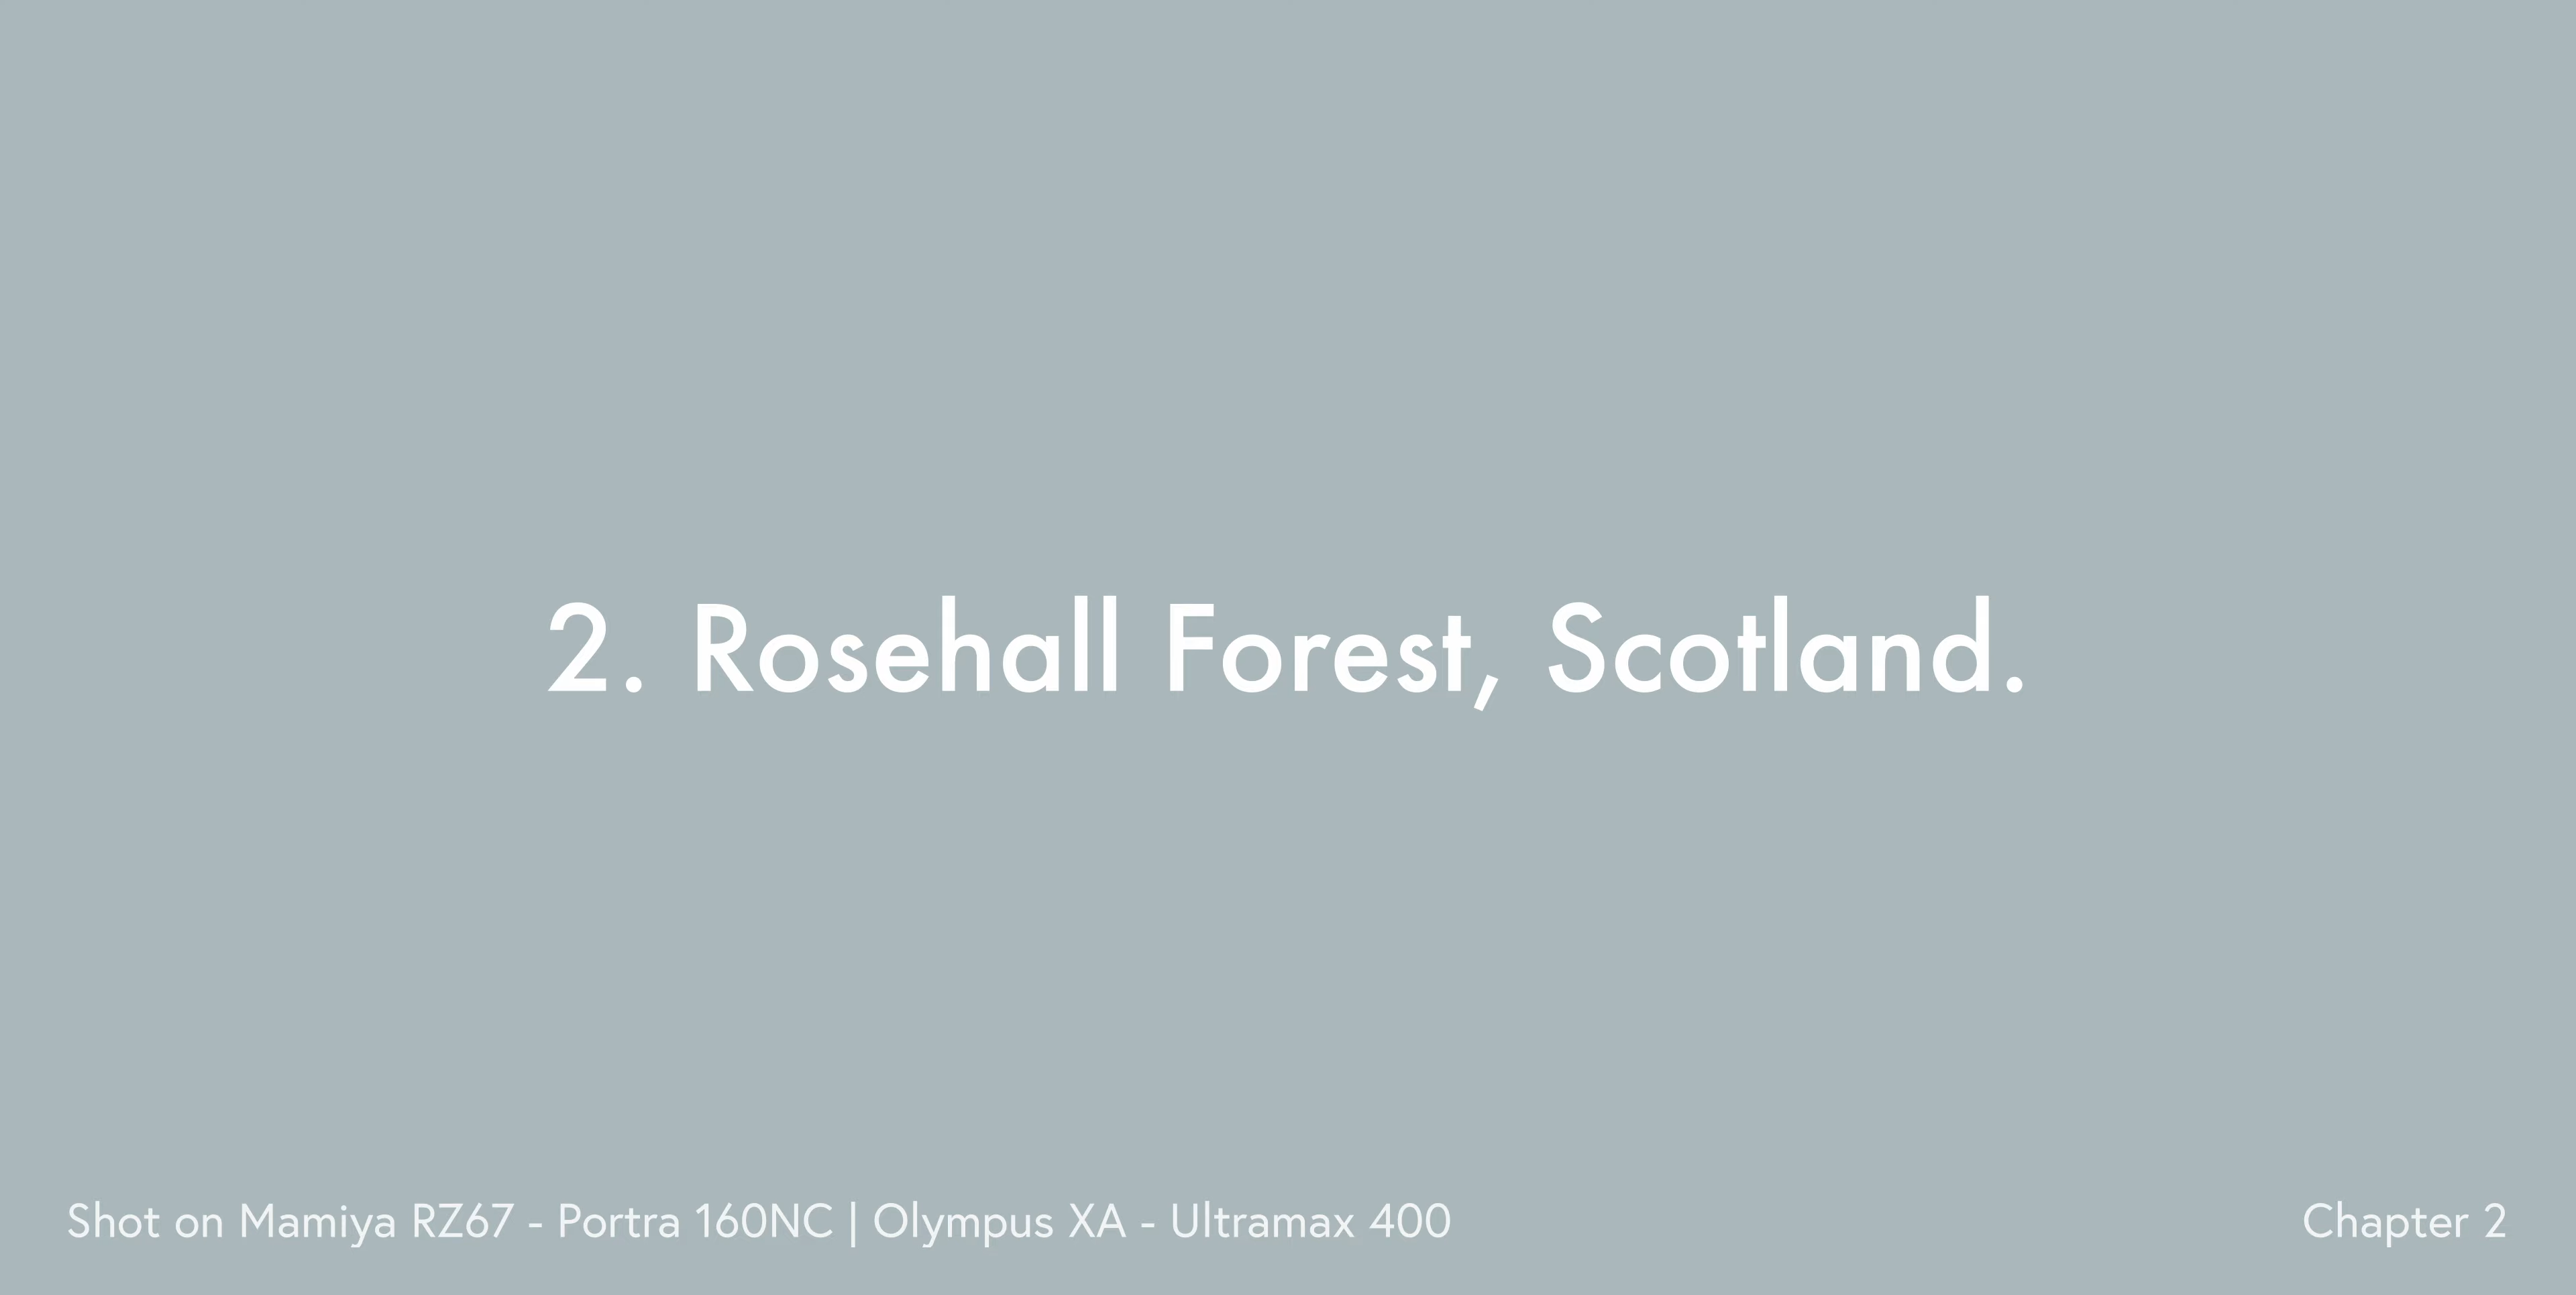 2. Rosehall Forest, Scotland.
Shot on Mamiya RZ67 - Portra 160NC | Olympus XA - Ultramax 400
Chapter 2